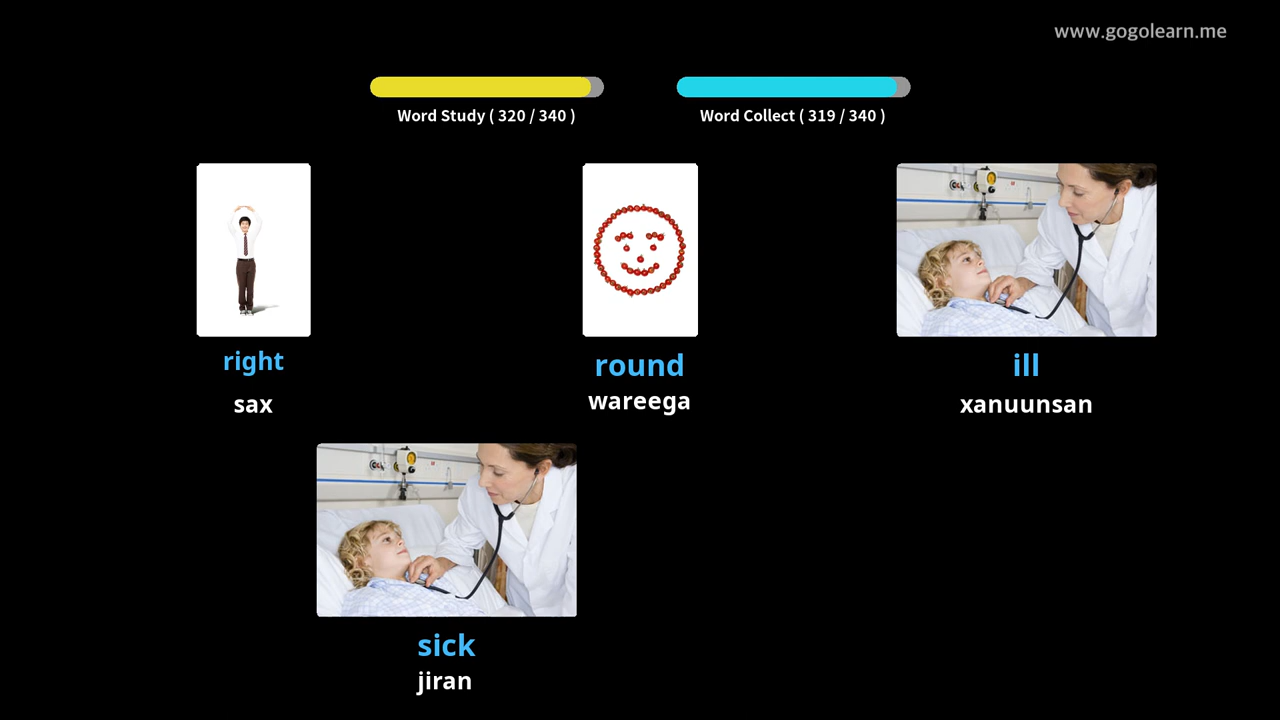 www.gogolearn.me
Word Study ( 320 / 340 )
Word Collect ( 319 / 340 )
right
round
ill
sax
wareega
xanuunsan
sick
jiran